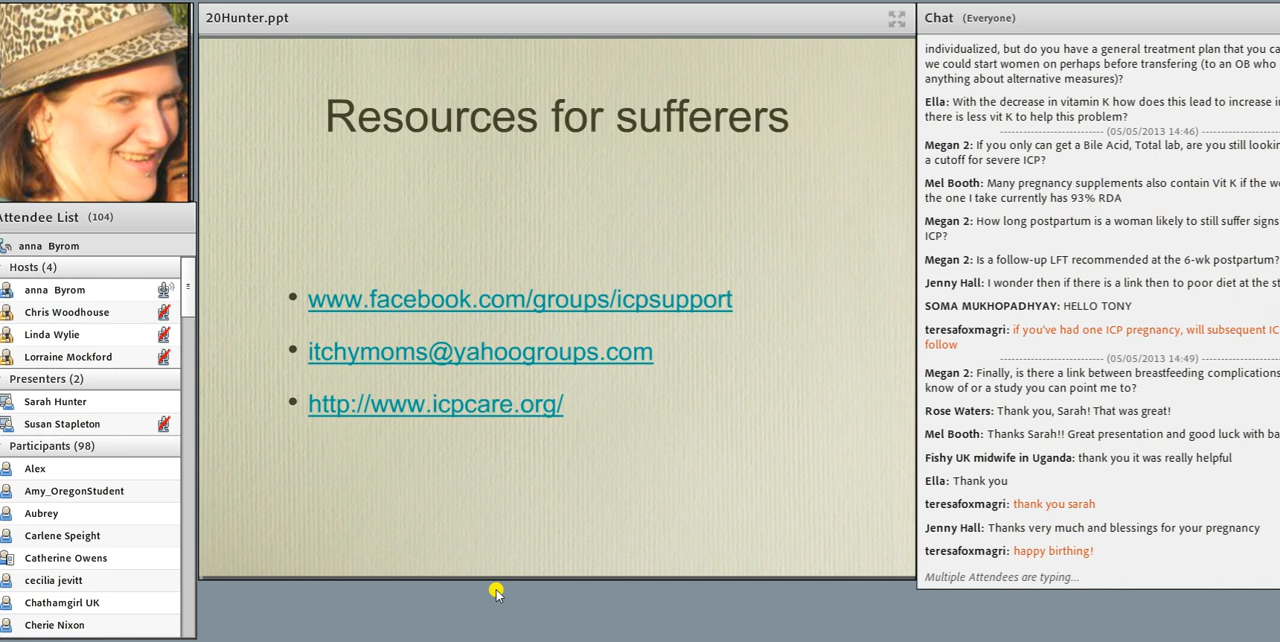 20Hunter.ppt
Resources for sufferers
• www.facebook.com/groups/icpsupport
• itchymoms@yahoogroups.com
• http://www.icpcare.org/
Attendee List (104)
anna Byrom
Hosts (4)
anna Byrom
Chris Woodhouse
Linda Wylie
Lorraine Mockford
Presenters (2)
Sarah Hunter
Susan Stapleton
Participants (98)
Alex
Amy_OregonStudent
Aubrey
Carlene Speight
Catherine Owens
cecilia jevitt
Chathamgirl UK
Cherie Nixon
Chat (Everyone)
individualized, but do you have a general treatment plan that you
we could start women on perhaps before transfering (to an OB who
anything about alternative measures)?
Ella: With the decrease in vitamin K how does this lead to increase
there is less vit K to help this problem?
(05/05/2013 14:46)
Megan 2: If you only can get a Bile Acid, Total lab, are you still
a cutoff for severe ICP?
Mel Booth: Many pregnancy supplements also contain Vit K if the
the one I take currently has 93% RDA
Megan 2: How long postpartum is a woman likely to still suffer signs
ICP?
Megan 2: Is a follow-up LFT recommended at the 6-wk postpartum?
Jenny Hall: I wonder then if there is a link then to poor diet at the
SOMA MUKHOPADHYAY: HELLO TONY
teresafoxmagri: if you've had one ICP pregnancy, will subsequent
follow
(05/05/2013 14:49)
Megan 2: Finally, is there a link between breastfeeding complications
know of or a study you can point me to?
Rose Waters: Thank you, Sarah! That was great!
Mel Booth: Thanks Sarah!! Great presentation and good luck with
Fishy UK midwife in Uganda: thank you it was really helpful
Ella: Thank you
teresafoxmagri: thank you sarah
Jenny Hall: Thanks very much and blessings for your pregnancy
teresafoxmagri: happy birthing!
Multiple Attendees are typing...